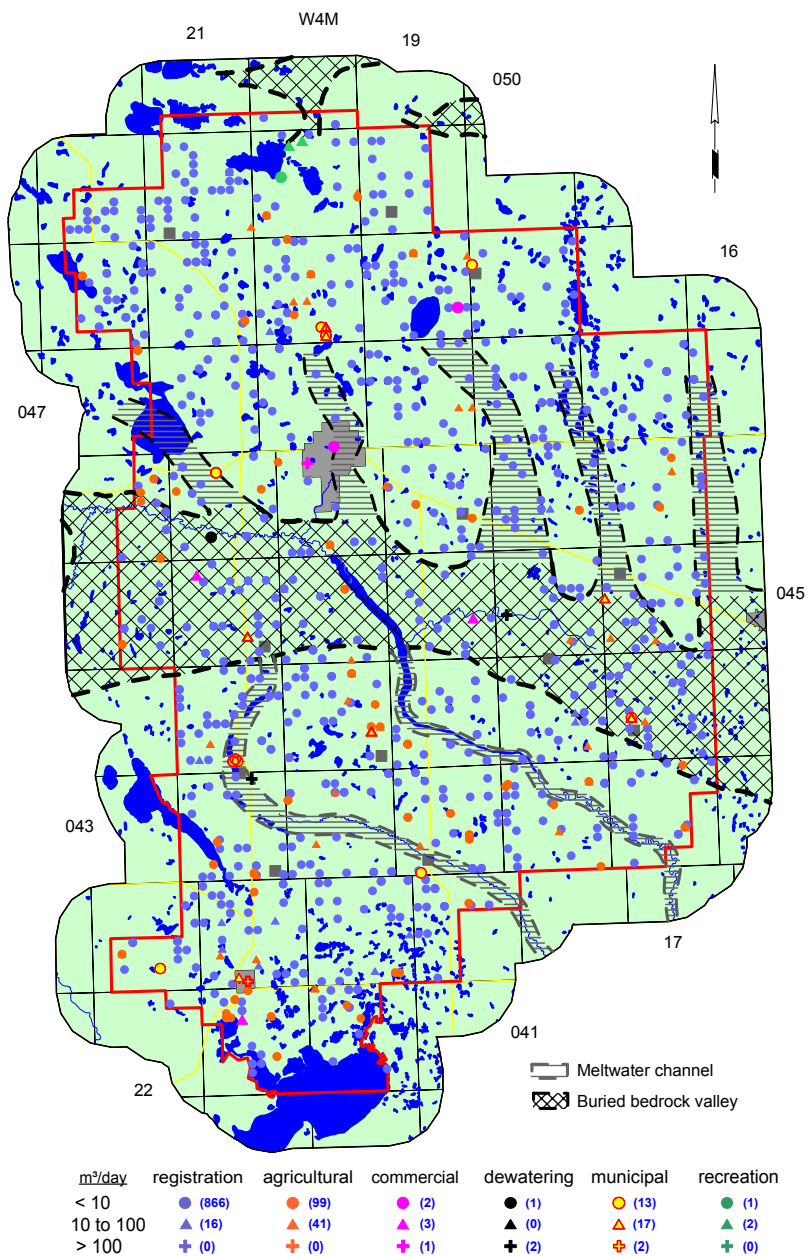 W4M
21
19
050
16
047
045
043
17
041
22
Meltwater channel
Buried bedrock valley
m³/day registration agricultural commercial dewatering municipal recreation
< 10 (866) (99) (2) (1) (13) (1)
10 to 100 (16) (41) (3) (0) (17) (2)
> 100 (0) (0) (1) (2) (2) (0)